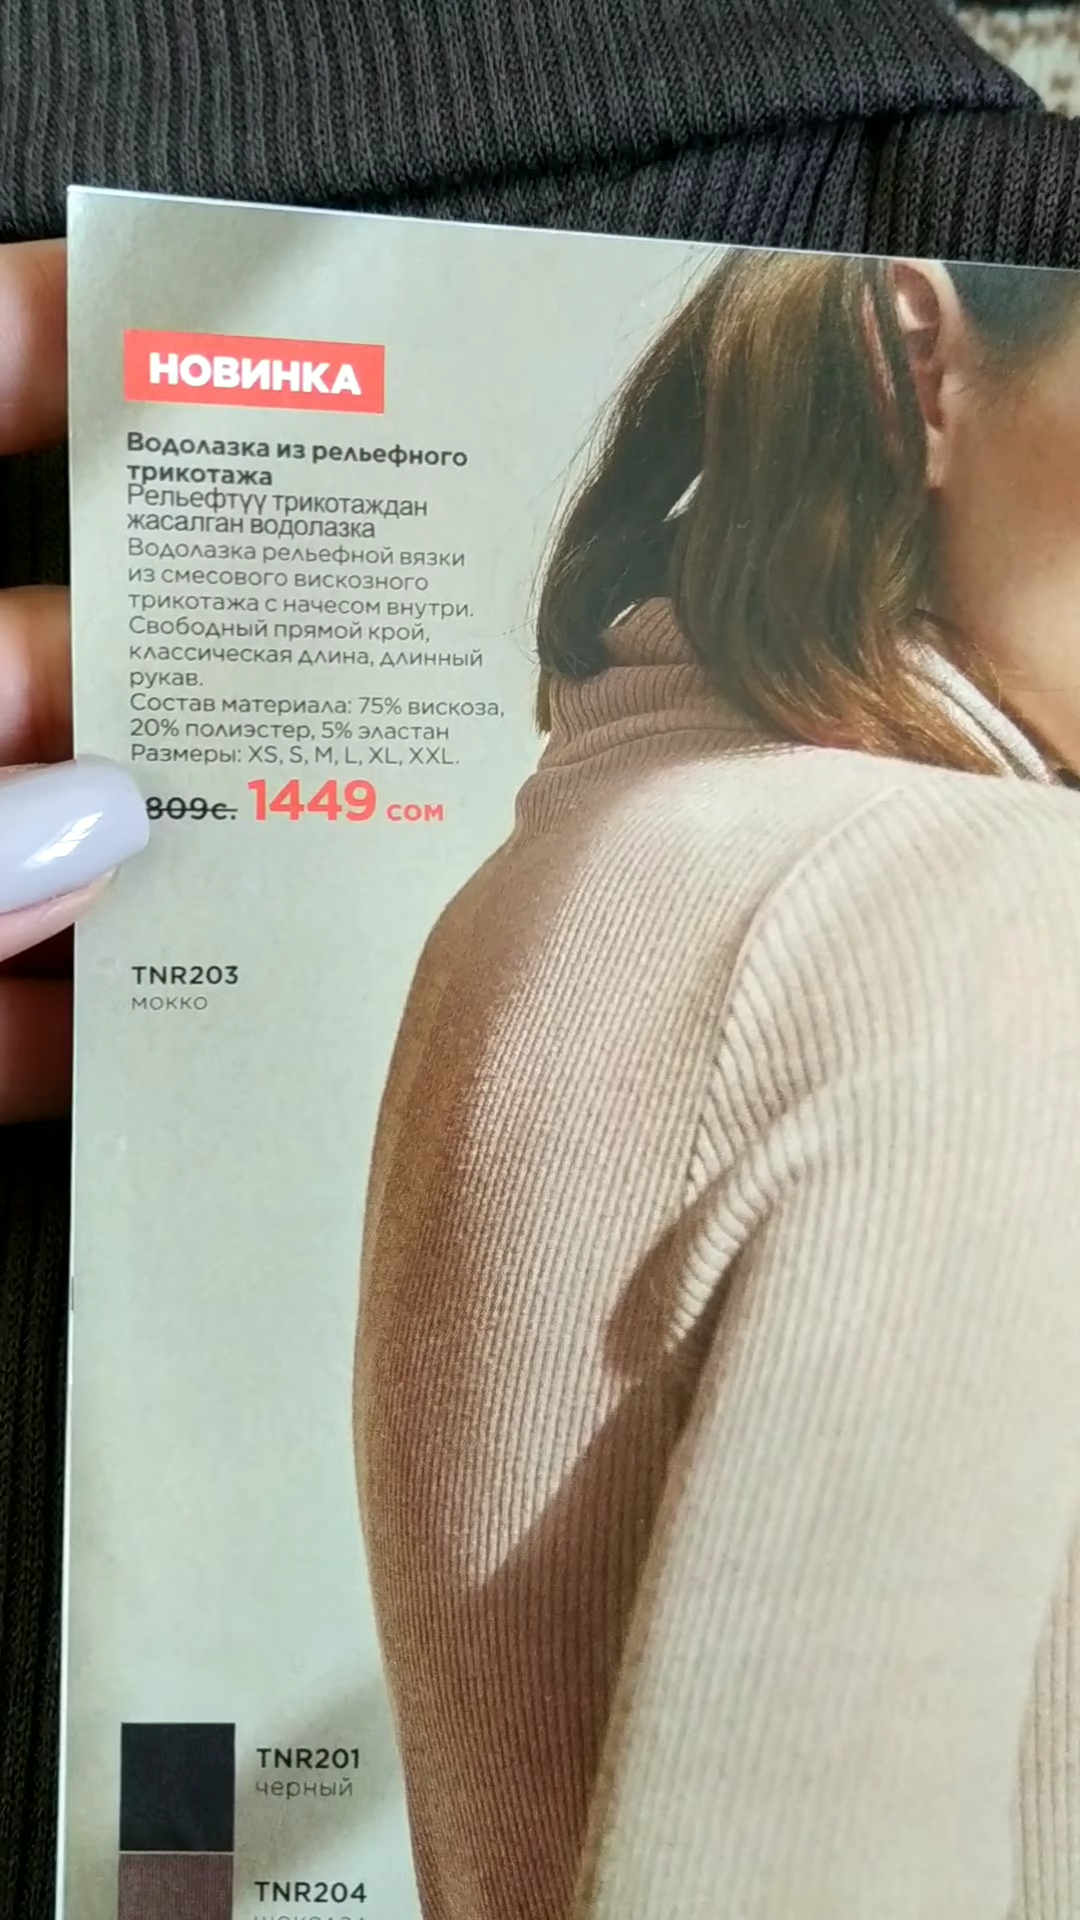 НОВИНКА
Водолазка из рельефного
трикотажа
Рельефтүү трикотаждан
жасалган водолазка
Водолазка рельефной вязки
из смесового вискозного
трикотажа с начесом внутри.
Свободный прямой крой,
классическая длина, длинный
рукав.
Состав материала: 75% вискоза,
20% полиэстер, 5% эластан
Размеры: XS, S, M, L, XL, XXL.
809с. 1449 сом
TNR203
мокко
TNR201
черный
TNR204